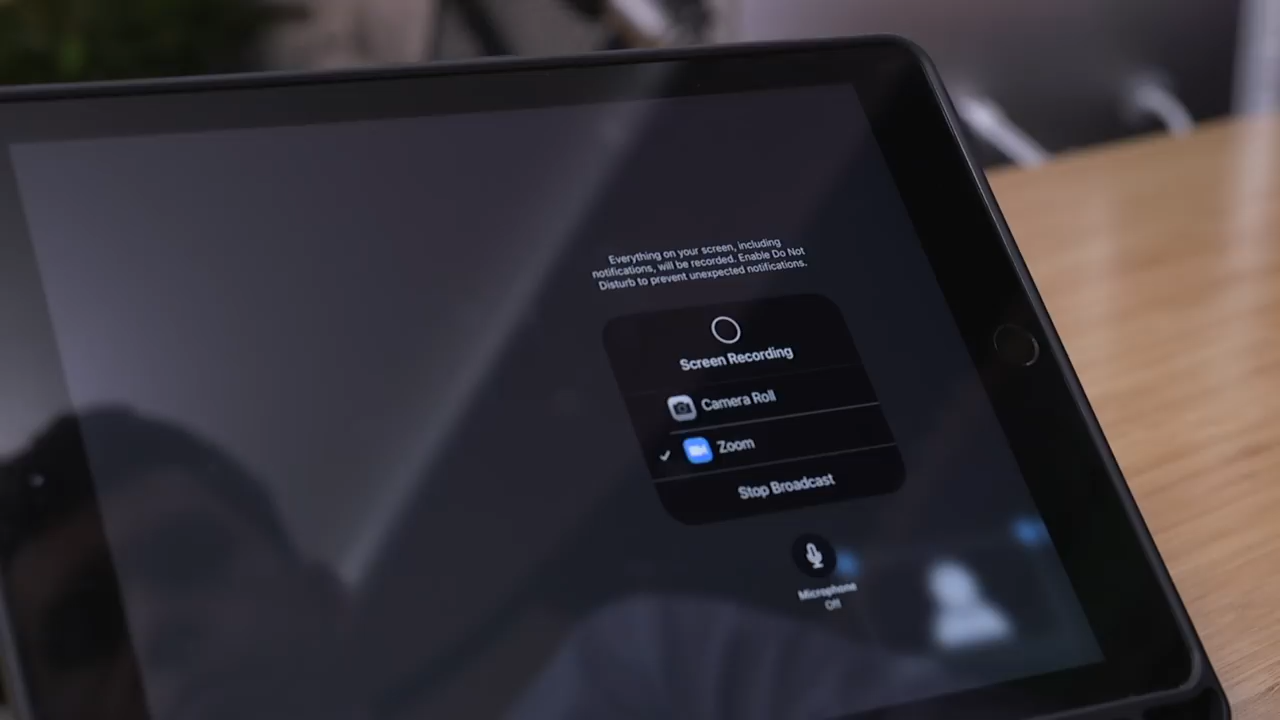 Everything on your screen, including
notifications, will be recorded. Enable Do Not
Disturb to prevent unexpected notifications.
Screen Recording
Camera Roll
Zoom
Stop Broadcast
Microphone
Off